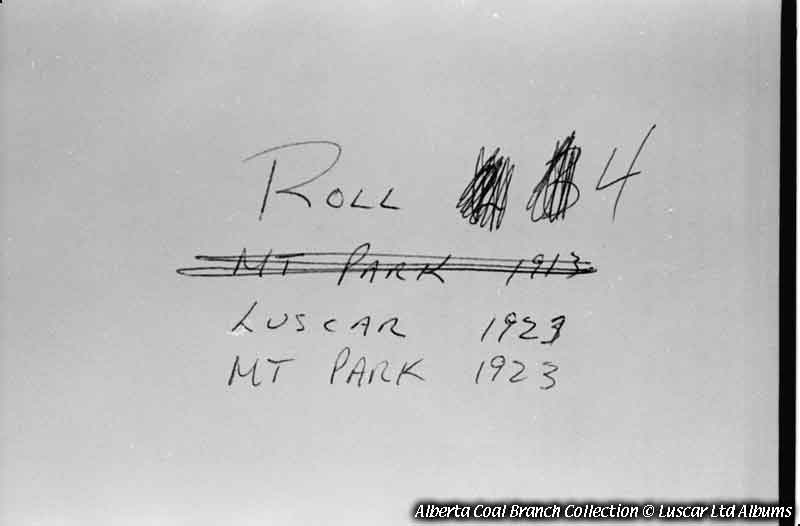 ROLL 4
MT PARK 1913
LUSCAR 1923
MT PARK 1923
Alberta Coal Branch Collection © Luscar Ltd Albums